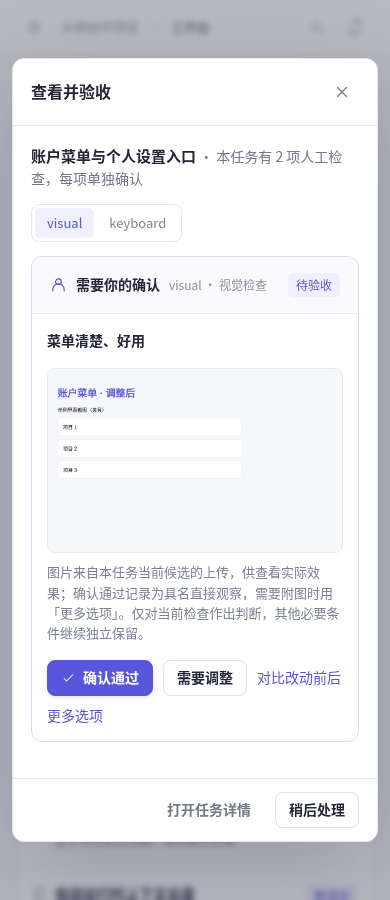 查看并验收
账户菜单与个人设置入口 · 本任务有 2 项人工检
查，每项单独确认
visual keyboard
需要你的确认 visual · 视觉检查 待验收
菜单清楚、好用
账户菜单 · 调整后
示例界面截图（夹具）
项目 1
项目 2
项目 3
图片来自本任务当前候选的上传，供查看实际效
果；确认通过记录为具名直接观察，需要附图时用
「更多选项」。仅对当前检查作出判断，其他必要条
件继续独立保留。
确认通过 需要调整 对比改动前后
更多选项
打开任务详情 稍后处理